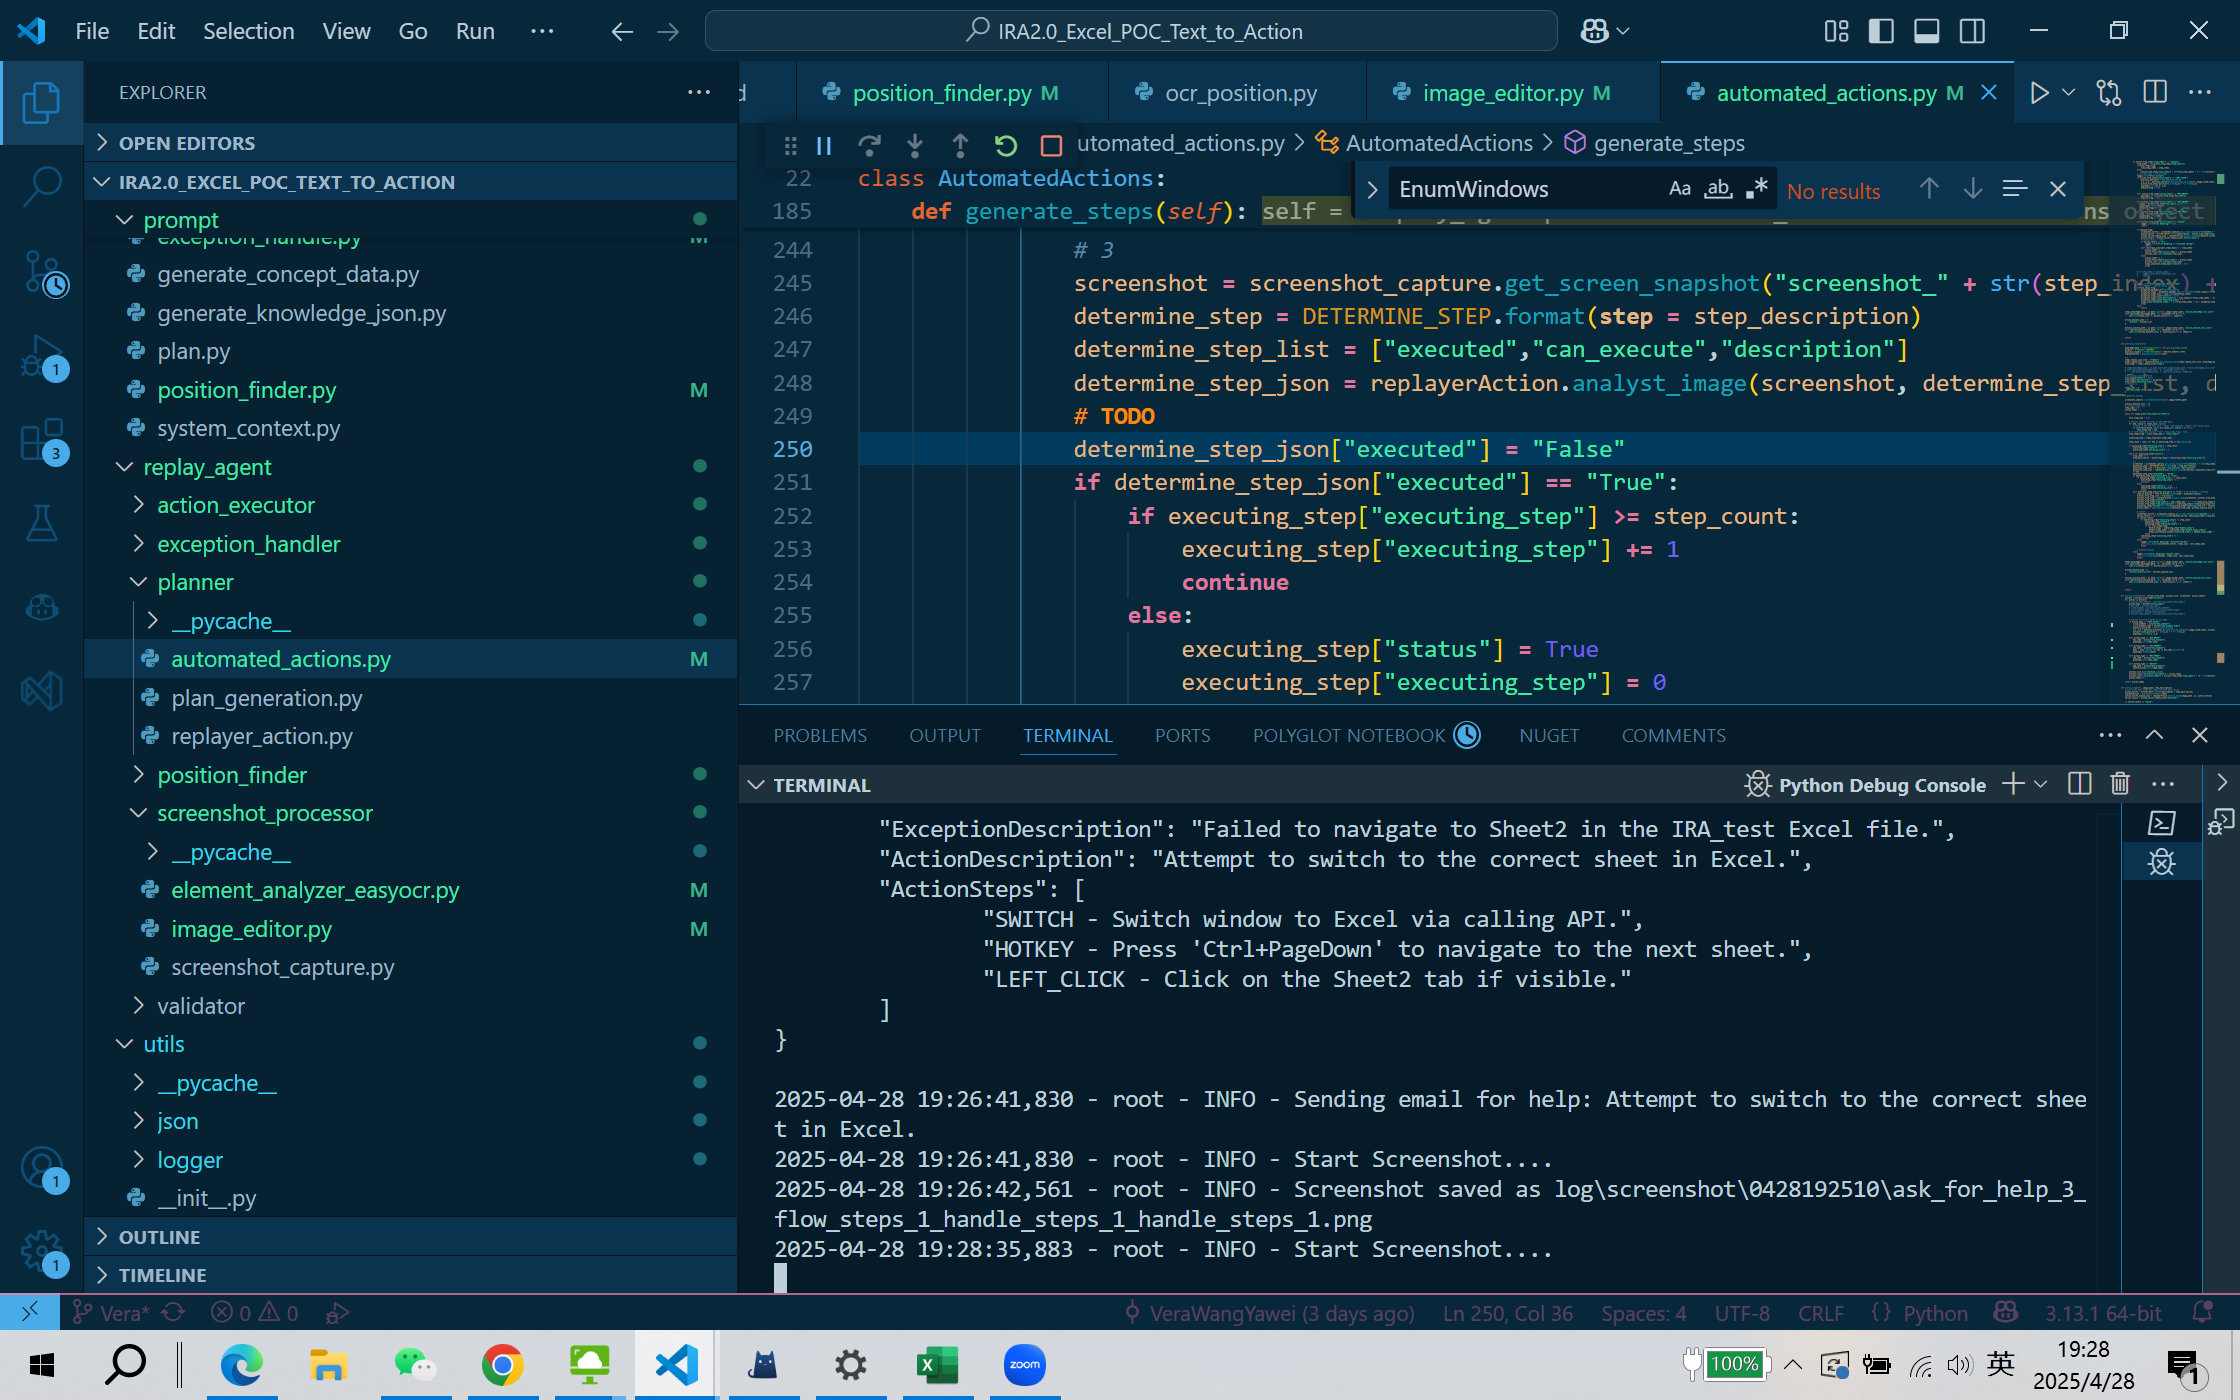 File Edit Selection View Go Run ···
IRA2.0_Excel_POC_Text_to_Action
EXPLORER
OPEN EDITORS
IRA2.0_EXCEL_POC_TEXT_TO_ACTION
prompt
exception_handle.py M
generate_concept_data.py
generate_knowledge_json.py
plan.py
position_finder.py M
system_context.py
replay_agent
action_executor
exception_handler
planner
__pycache__
automated_actions.py M
plan_generation.py
replayer_action.py
position_finder
screenshot_processor
__pycache__
element_analyzer_easyocr.py M
image_editor.py M
screenshot_capture.py
validator
utils
__pycache__
json
logger
__init__.py
OUTLINE
TIMELINE
1
3
1
1
d position_finder.py M ocr_position.py image_editor.py M automated_actions.py M
utomated_actions.py > AutomatedActions > generate_steps
EnumWindows Aa ab No results
22 class AutomatedActions:
185 def generate_steps(self): self = ns object
244 # 3
245 screenshot = screenshot_capture.get_screen_snapshot("screenshot_" + str(step_index) +
246 determine_step = DETERMINE_STEP.format(step = step_description)
247 determine_step_list = ["executed","can_execute","description"]
248 determine_step_json = replayerAction.analyst_image(screenshot, determine_step_list, d
249 # TODO
250 determine_step_json["executed"] = "False"
251 if determine_step_json["executed"] == "True":
252 if executing_step["executing_step"] >= step_count:
253 executing_step["executing_step"] += 1
254 continue
255 else:
256 executing_step["status"] = True
257 executing_step["executing_step"] = 0
PROBLEMS OUTPUT TERMINAL PORTS POLYGLOT NOTEBOOK NUGET COMMENTS
TERMINAL Python Debug Console
"ExceptionDescription": "Failed to navigate to Sheet2 in the IRA_test Excel file.",
"ActionDescription": "Attempt to switch to the correct sheet in Excel.",
"ActionSteps": [
"SWITCH - Switch window to Excel via calling API.",
"HOTKEY - Press 'Ctrl+PageDown' to navigate to the next sheet.",
"LEFT_CLICK - Click on the Sheet2 tab if visible."
]
}
2025-04-28 19:26:41,830 - root - INFO - Sending email for help: Attempt to switch to the correct shee
t in Excel.
2025-04-28 19:26:41,830 - root - INFO - Start Screenshot....
2025-04-28 19:26:42,561 - root - INFO - Screenshot saved as log\screenshot\0428192510\ask_for_help_3_
flow_steps_1_handle_steps_1_handle_steps_1.png
2025-04-28 19:28:35,883 - root - INFO - Start Screenshot....
Vera* 0 0 VeraWangYawei (3 days ago) Ln 250, Col 36 Spaces: 4 UTF-8 CRLF {} Python 3.13.1 64-bit
zoom 100% 英 19:28
2025/4/28 1